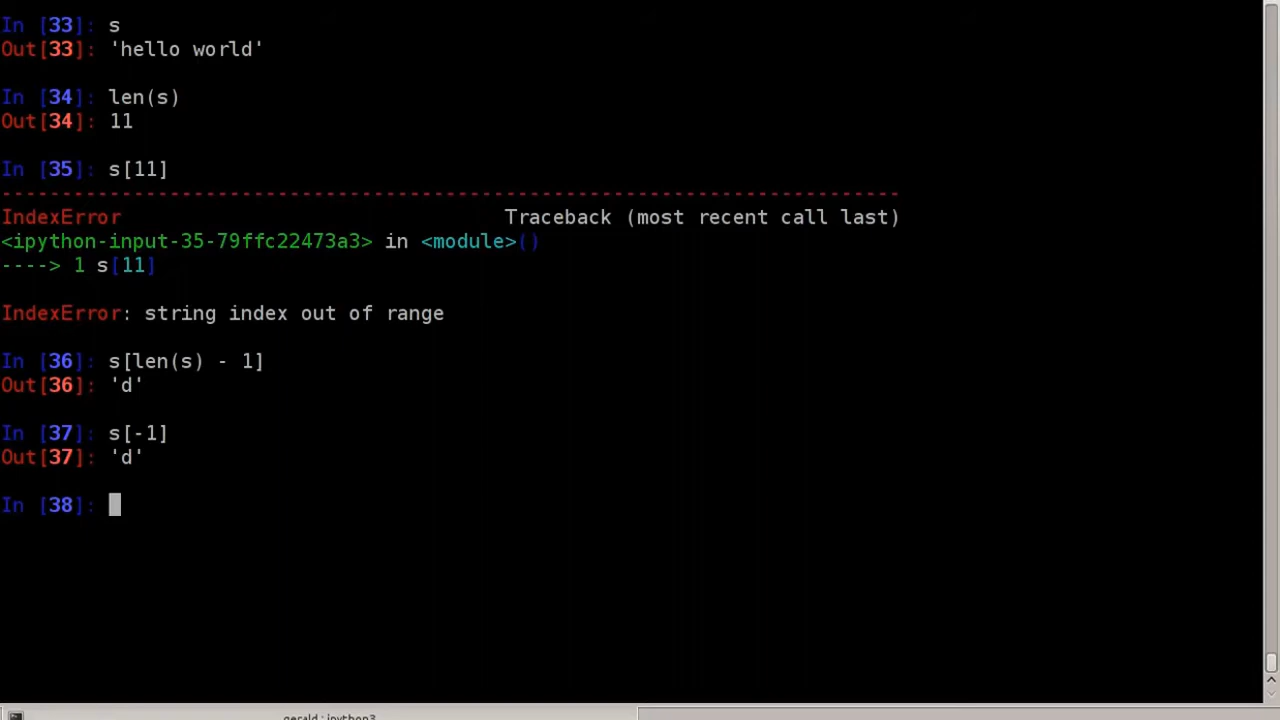 In [33]: s
Out[33]: 'hello world'
In [34]: len(s)
Out[34]: 11
In [35]: s[11]
---------------------------------------------------------------------------
IndexError                                Traceback (most recent call last)
<ipython-input-35-79ffc22473a3> in <module>()
----> 1 s[11]
IndexError: string index out of range
In [36]: s[len(s) - 1]
Out[36]: 'd'
In [37]: s[-1]
Out[37]: 'd'
In [38]:
gerald : ipython3